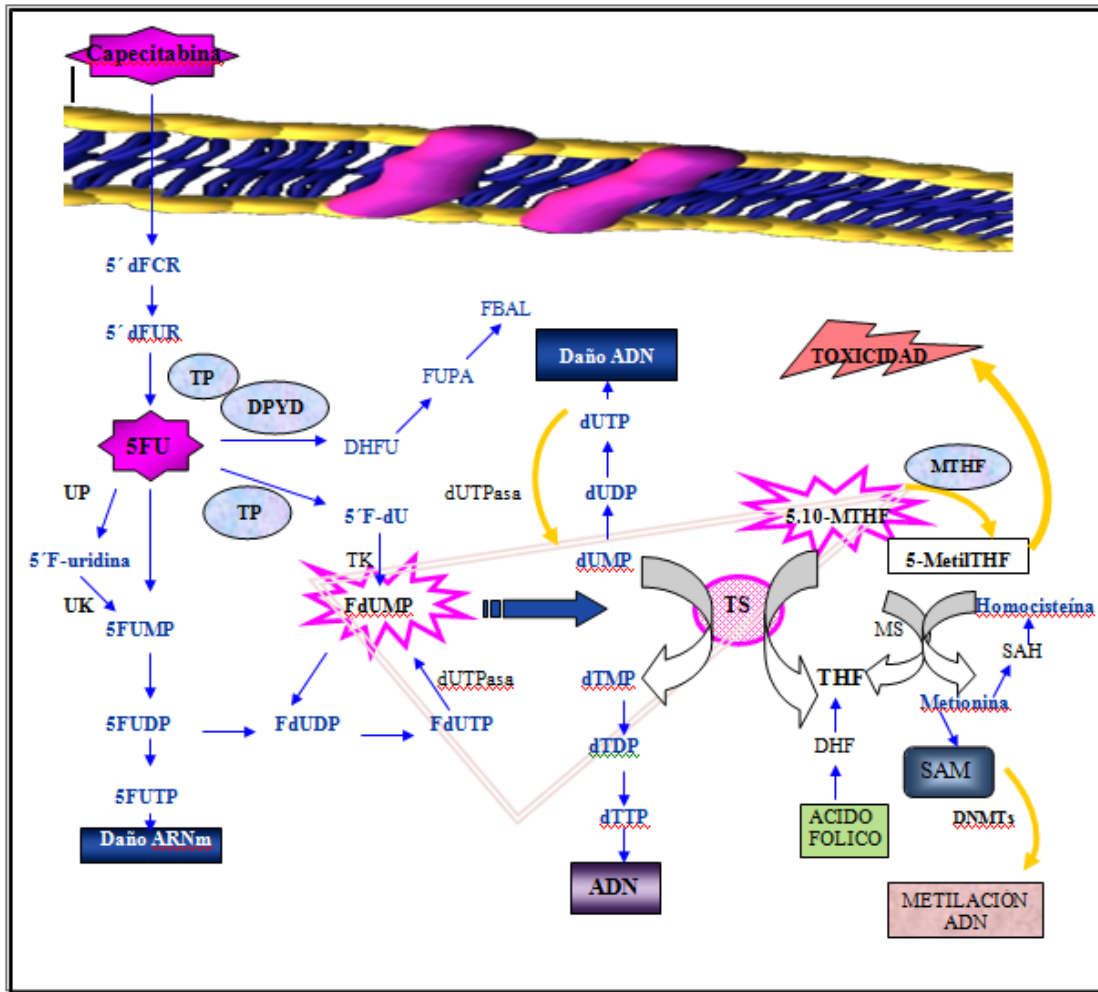 Capecitabina
5´ dFCR
5´ dFUR
TP
DPYD
5FU
FBAL
FUPA
DHFU
Daño ADN
dUTP
dUDP
dUTPasa
dUMP
TOXICIDAD
MTHF
5.10-MTHF
5-MetilTHF
UP
TP
5´F-dU
5´F-uridina
TK
UK
FdUMP
TS
5FUMP
MS
Homocisteína
SAH
dUTPasa
dTMP
THF
Metionina
5FUDP
FdUDP
FdUTP
dTDP
DHF
SAM
5FUTP
dTTP
ACIDO
FOLICO
DNMTs
Daño ARNm
ADN
METILACIÓN
ADN